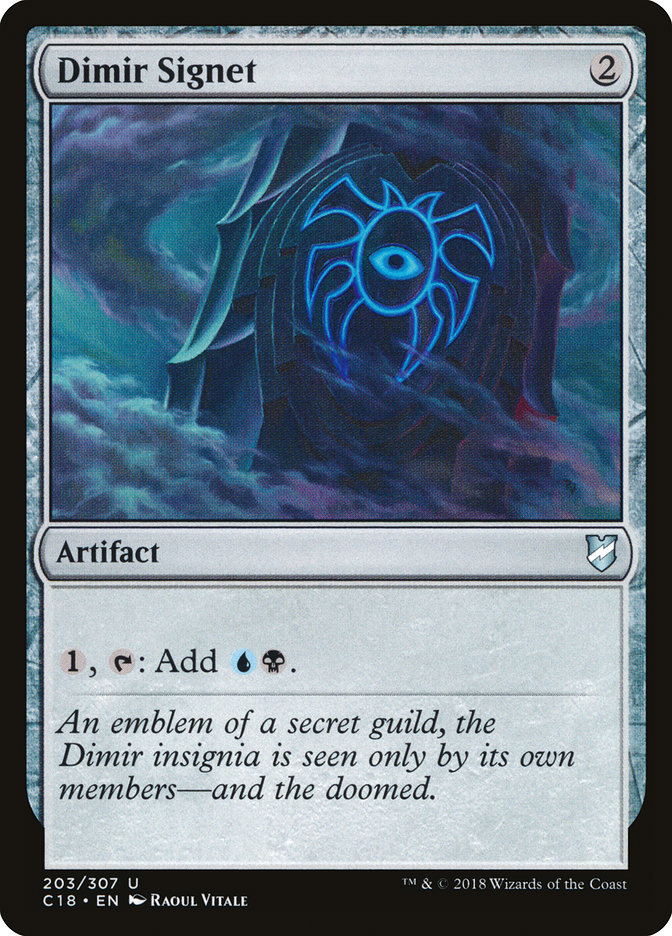 Dimir Signet 2
Artifact
1, : Add .
An emblem of a secret guild, the
Dimir insignia is seen only by its own
members—and the doomed.
203/307 U
C18 • EN Raoul Vitale
™ & © 2018 Wizards of the Coast